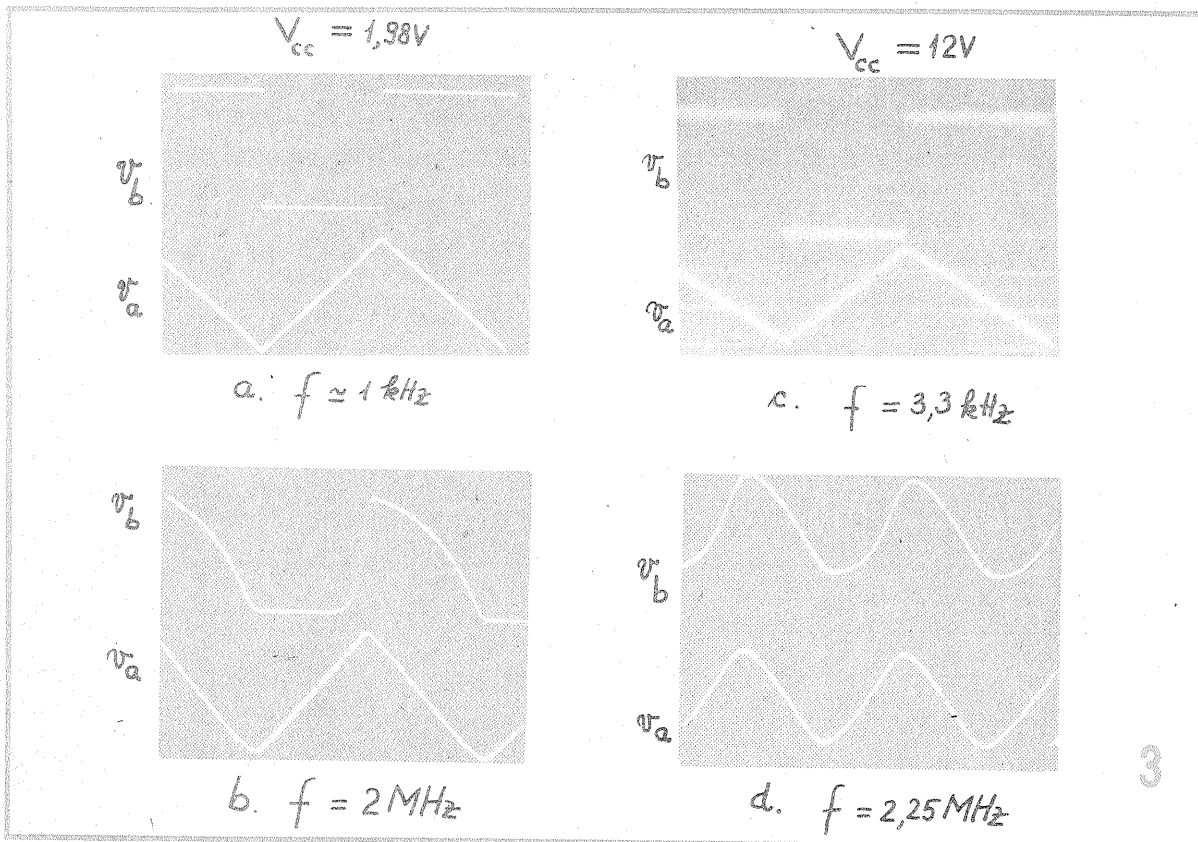 Vcc = 1,98V
Vcc = 12V
vb
va
a. f ≃ 1 kHz
vb
va
c. f = 3,3 kHz
vb
va
b. f = 2 MHz
vb
va
d. f = 2,25 MHz
3